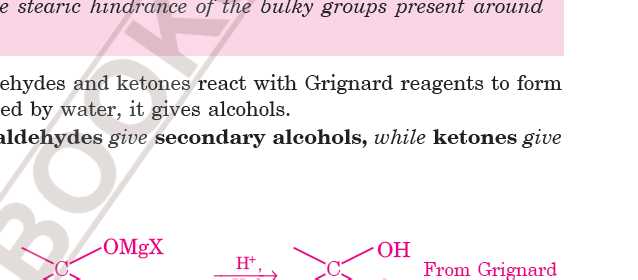 e stearic hindrance of the bulky groups present around
ehydes and ketones react with Grignard reagents to form
ed by water, it gives alcohols.
aldehydes give secondary alcohols, while ketones give
OMgX
C
H+,
C
OH
From Grignard
BOOK